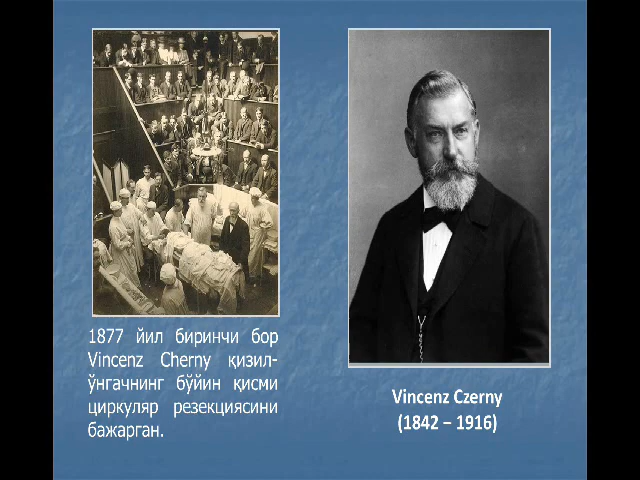 1877 йил биринчи бор
Vincenz Cherny қизил-
ўнгачнинг бўйин қисми
циркуляр резекциясини
бажарган.
Vincenz Czerny
(1842 – 1916)